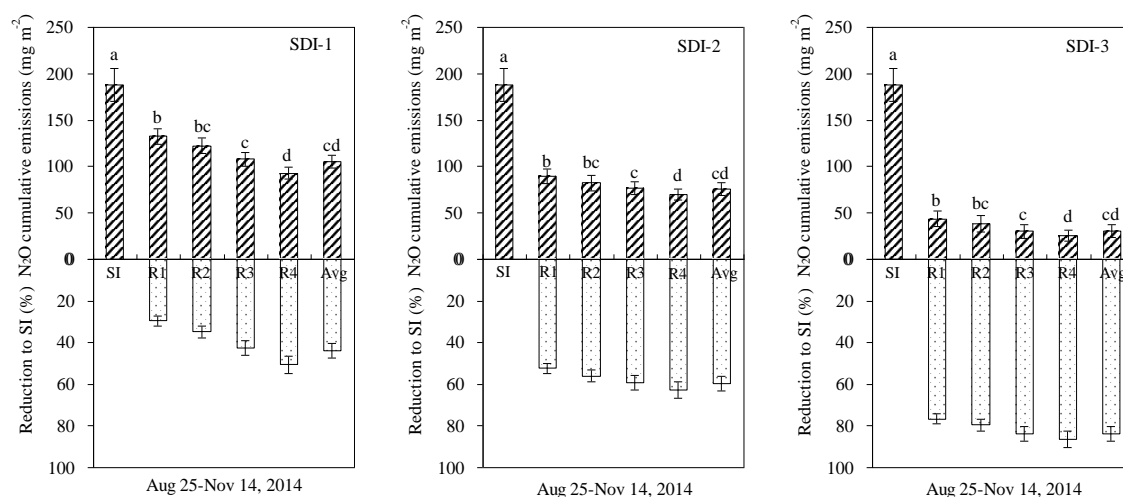 N₂O cumulative emissions (mg m⁻²)
Reduction to SI (%)
250
200
150
100
50
0
0
20
40
60
80
100
SDI-1
a
b
bc
c
d
cd
SI R1 R2 R3 R4 Avg
Aug 25-Nov 14, 2014
N₂O cumulative emissions (mg m⁻²)
Reduction to SI (%)
250
200
150
100
50
0
0
20
40
60
80
100
SDI-2
a
b
bc
c
d
cd
SI R1 R2 R3 R4 Avg
Aug 25-Nov 14, 2014
N₂O cumulative emissions (mg m⁻²)
Reduction to SI (%)
250
200
150
100
50
0
0
20
40
60
80
100
SDI-3
a
b
bc
c
d
cd
SI R1 R2 R3 R4 Avg
Aug 25-Nov 14, 2014